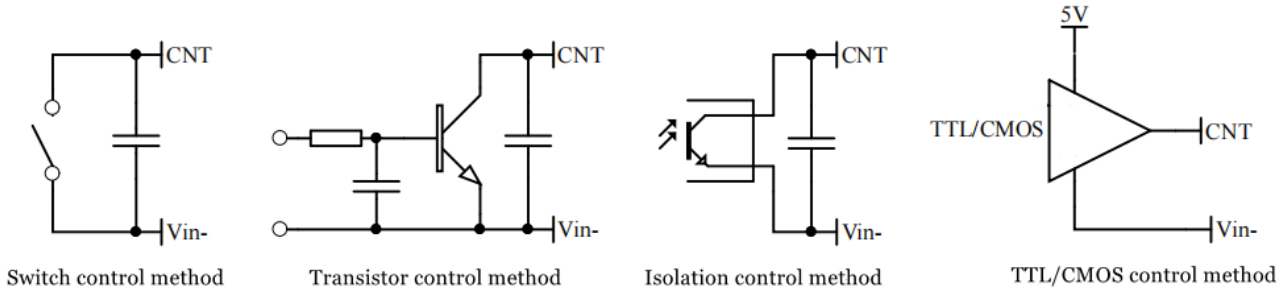 CNT
Vin-
Switch control method
CNT
Vin-
Transistor control method
CNT
Vin-
Isolation control method
5V
TTL/CMOS
CNT
Vin-
TTL/CMOS control method